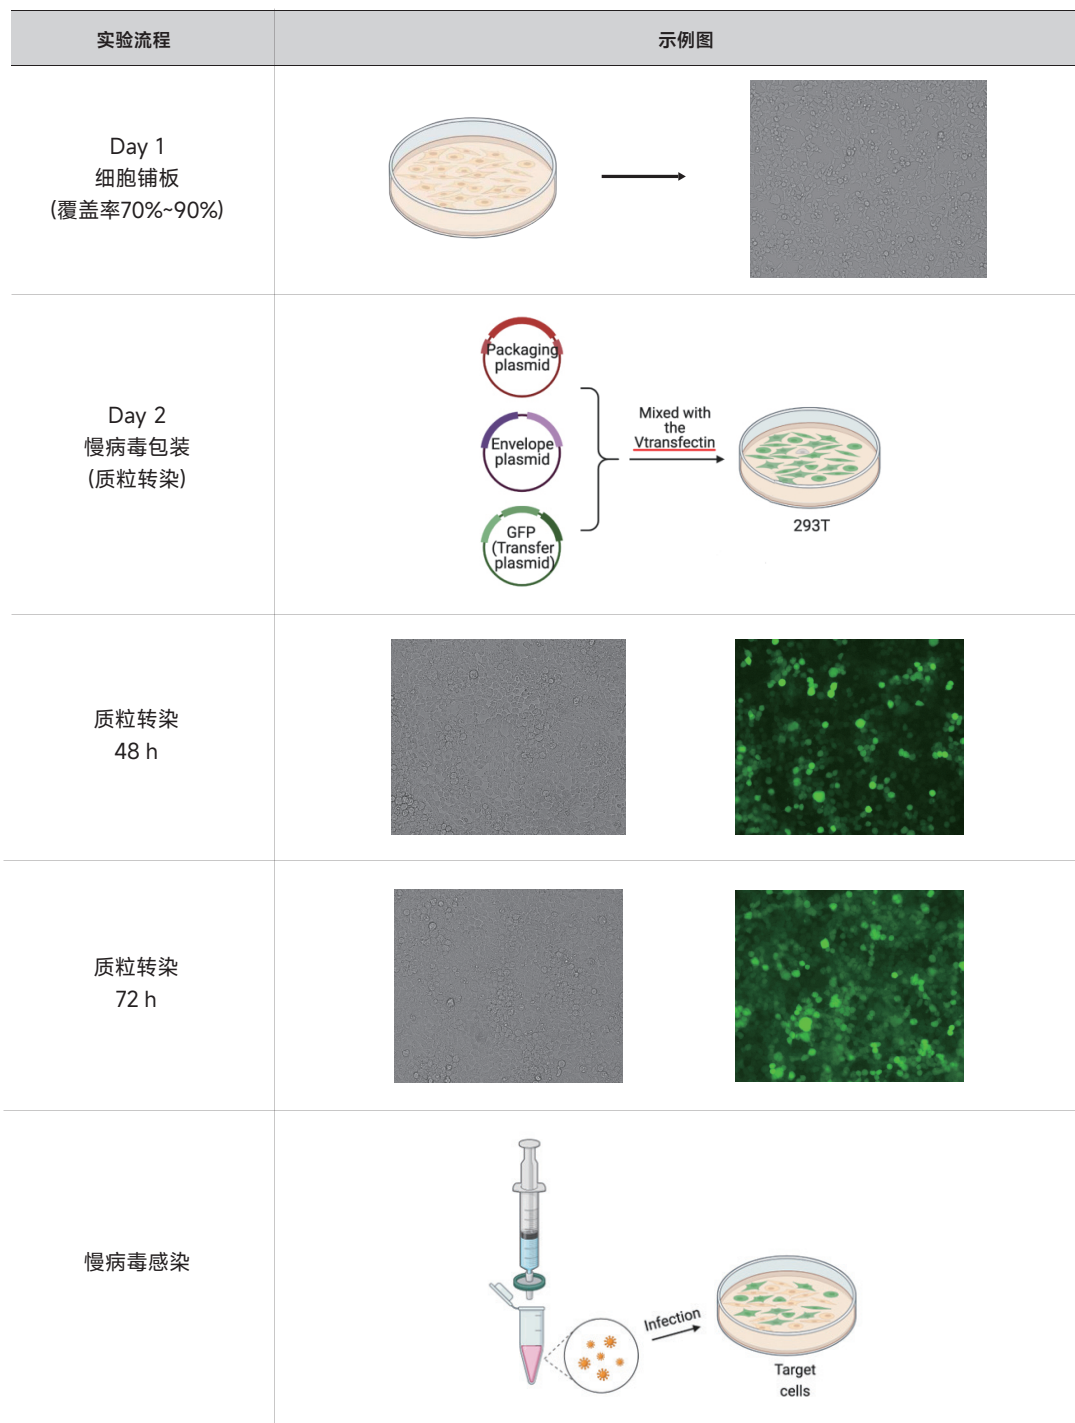 实验流程
示例图
Day 1
细胞铺板
(覆盖率70%~90%)
Day 2
慢病毒包装
(质粒转染)
Packaging
plasmid
Envelope
plasmid
GFP
(Transfer
plasmid)
Mixed with
the
Vtransfectin
293T
质粒转染
48 h
质粒转染
72 h
慢病毒感染
Infection
Target
cells